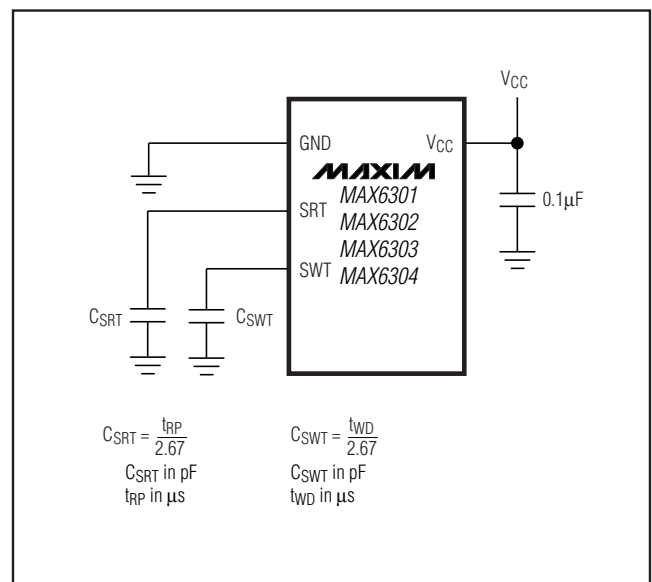 VCC
GND VCC
MAXIM
MAX6301
SRT MAX6302
MAX6303
SWT MAX6304
0.1µF
CSRT CSWT
CSRT = tRP/2.67 CSWT = tWD/2.67
CSRT in pF CSWT in pF
tRP in µs tWD in µs